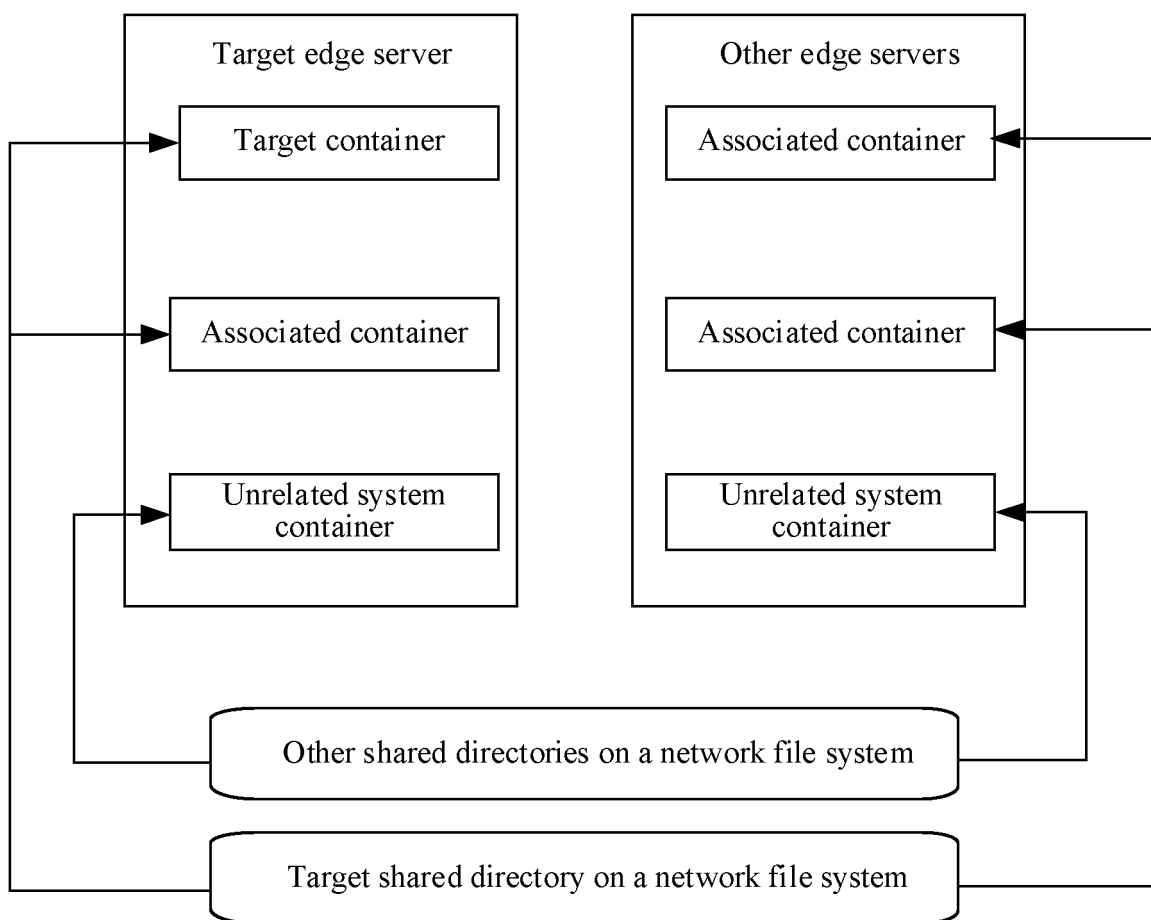 Target edge server
Target container
Associated container
Unrelated system
container
Other edge servers
Associated container
Associated container
Unrelated system
container
Other shared directories on a network file system
Target shared directory on a network file system